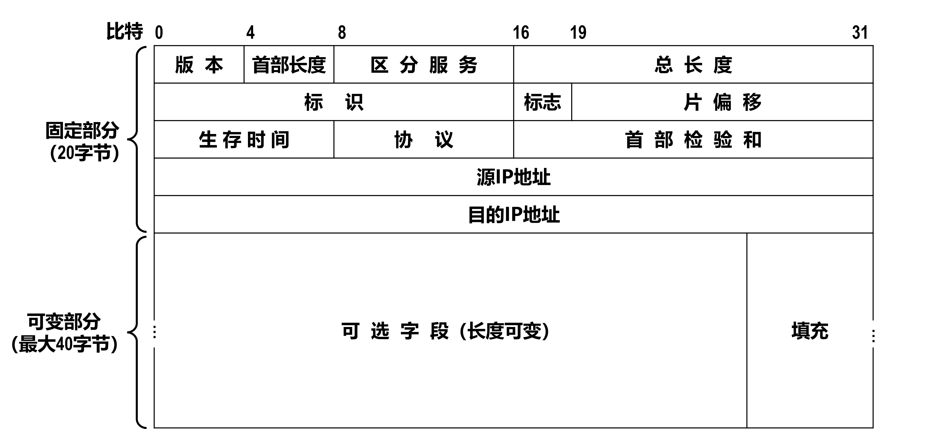 比特 0 4 8 16 19 31
版 本 首部长度 区 分 服 务 总 长 度
标 识 标志 片 偏 移
固定部分
(20字节)
生 存 时 间 协 议 首 部 检 验 和
源IP地址
目的IP地址
可变部分
(最大40字节)
可 选 字 段 (长度可变) 填充